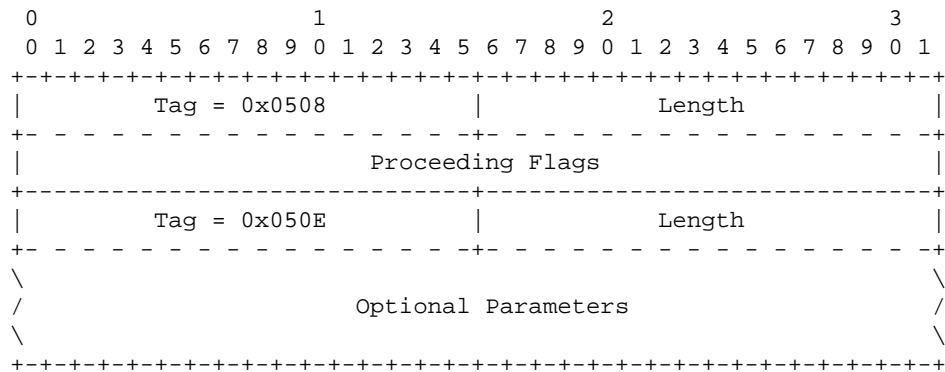 0                   1                   2                   3
 0 1 2 3 4 5 6 7 8 9 0 1 2 3 4 5 6 7 8 9 0 1 2 3 4 5 6 7 8 9 0 1
+-+-+-+-+-+-+-+-+-+-+-+-+-+-+-+-+-+-+-+-+-+-+-+-+-+-+-+-+-+-+-+-+
|         Tag = 0x0508          |            Length             |
+- - - - - - - - - - - - - - - -+- - - - - - - - - - - - - - - -+
|                        Proceeding Flags                       |
+-------------------------------+-------------------------------+
|         Tag = 0x050E          |            Length             |
+- - - - - - - - - - - - - - - -+- - - - - - - - - - - - - - - -+
\                                                               \
/                       Optional Parameters                     /
\                                                               \
+-+-+-+-+-+-+-+-+-+-+-+-+-+-+-+-+-+-+-+-+-+-+-+-+-+-+-+-+-+-+-+-+